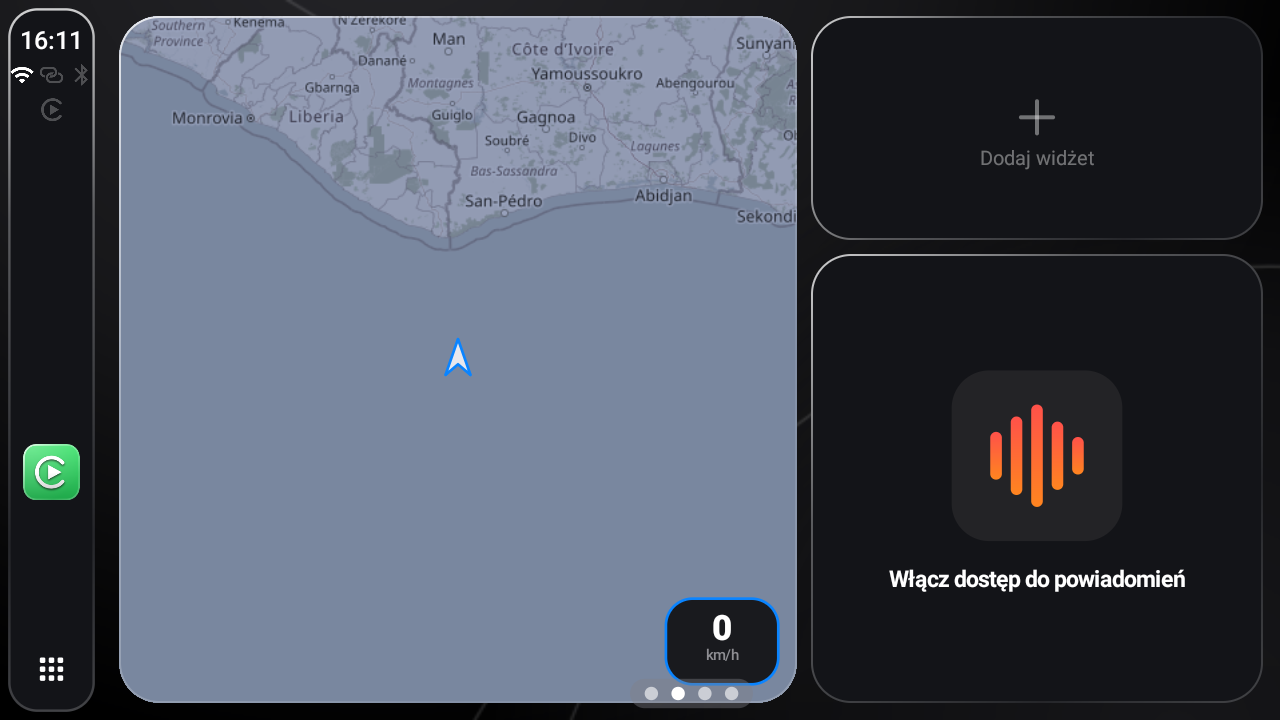 16:11
Southern
Province
Kenema
N'Zérékoré
Man
Côte d'Ivoire
Danané
Yamoussoukro
Gbarnga
Montagnes
Abengourou
Monrovia
Liberia
Guiglo
Gagnoa
Soubré
Divo
Lagunes
Bas-Sassandra
San-Pédro
Abidjan
Sekondi
0
km/h
Dodaj widżet
Włącz dostęp do powiadomień